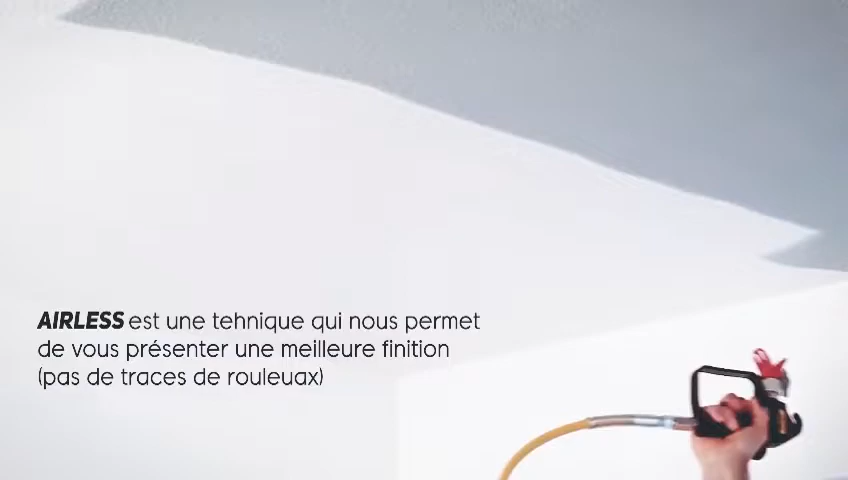 AIRLESS est une tehnique qui nous permet
de vous présenter une meilleure finition
(pas de traces de rouleuax)